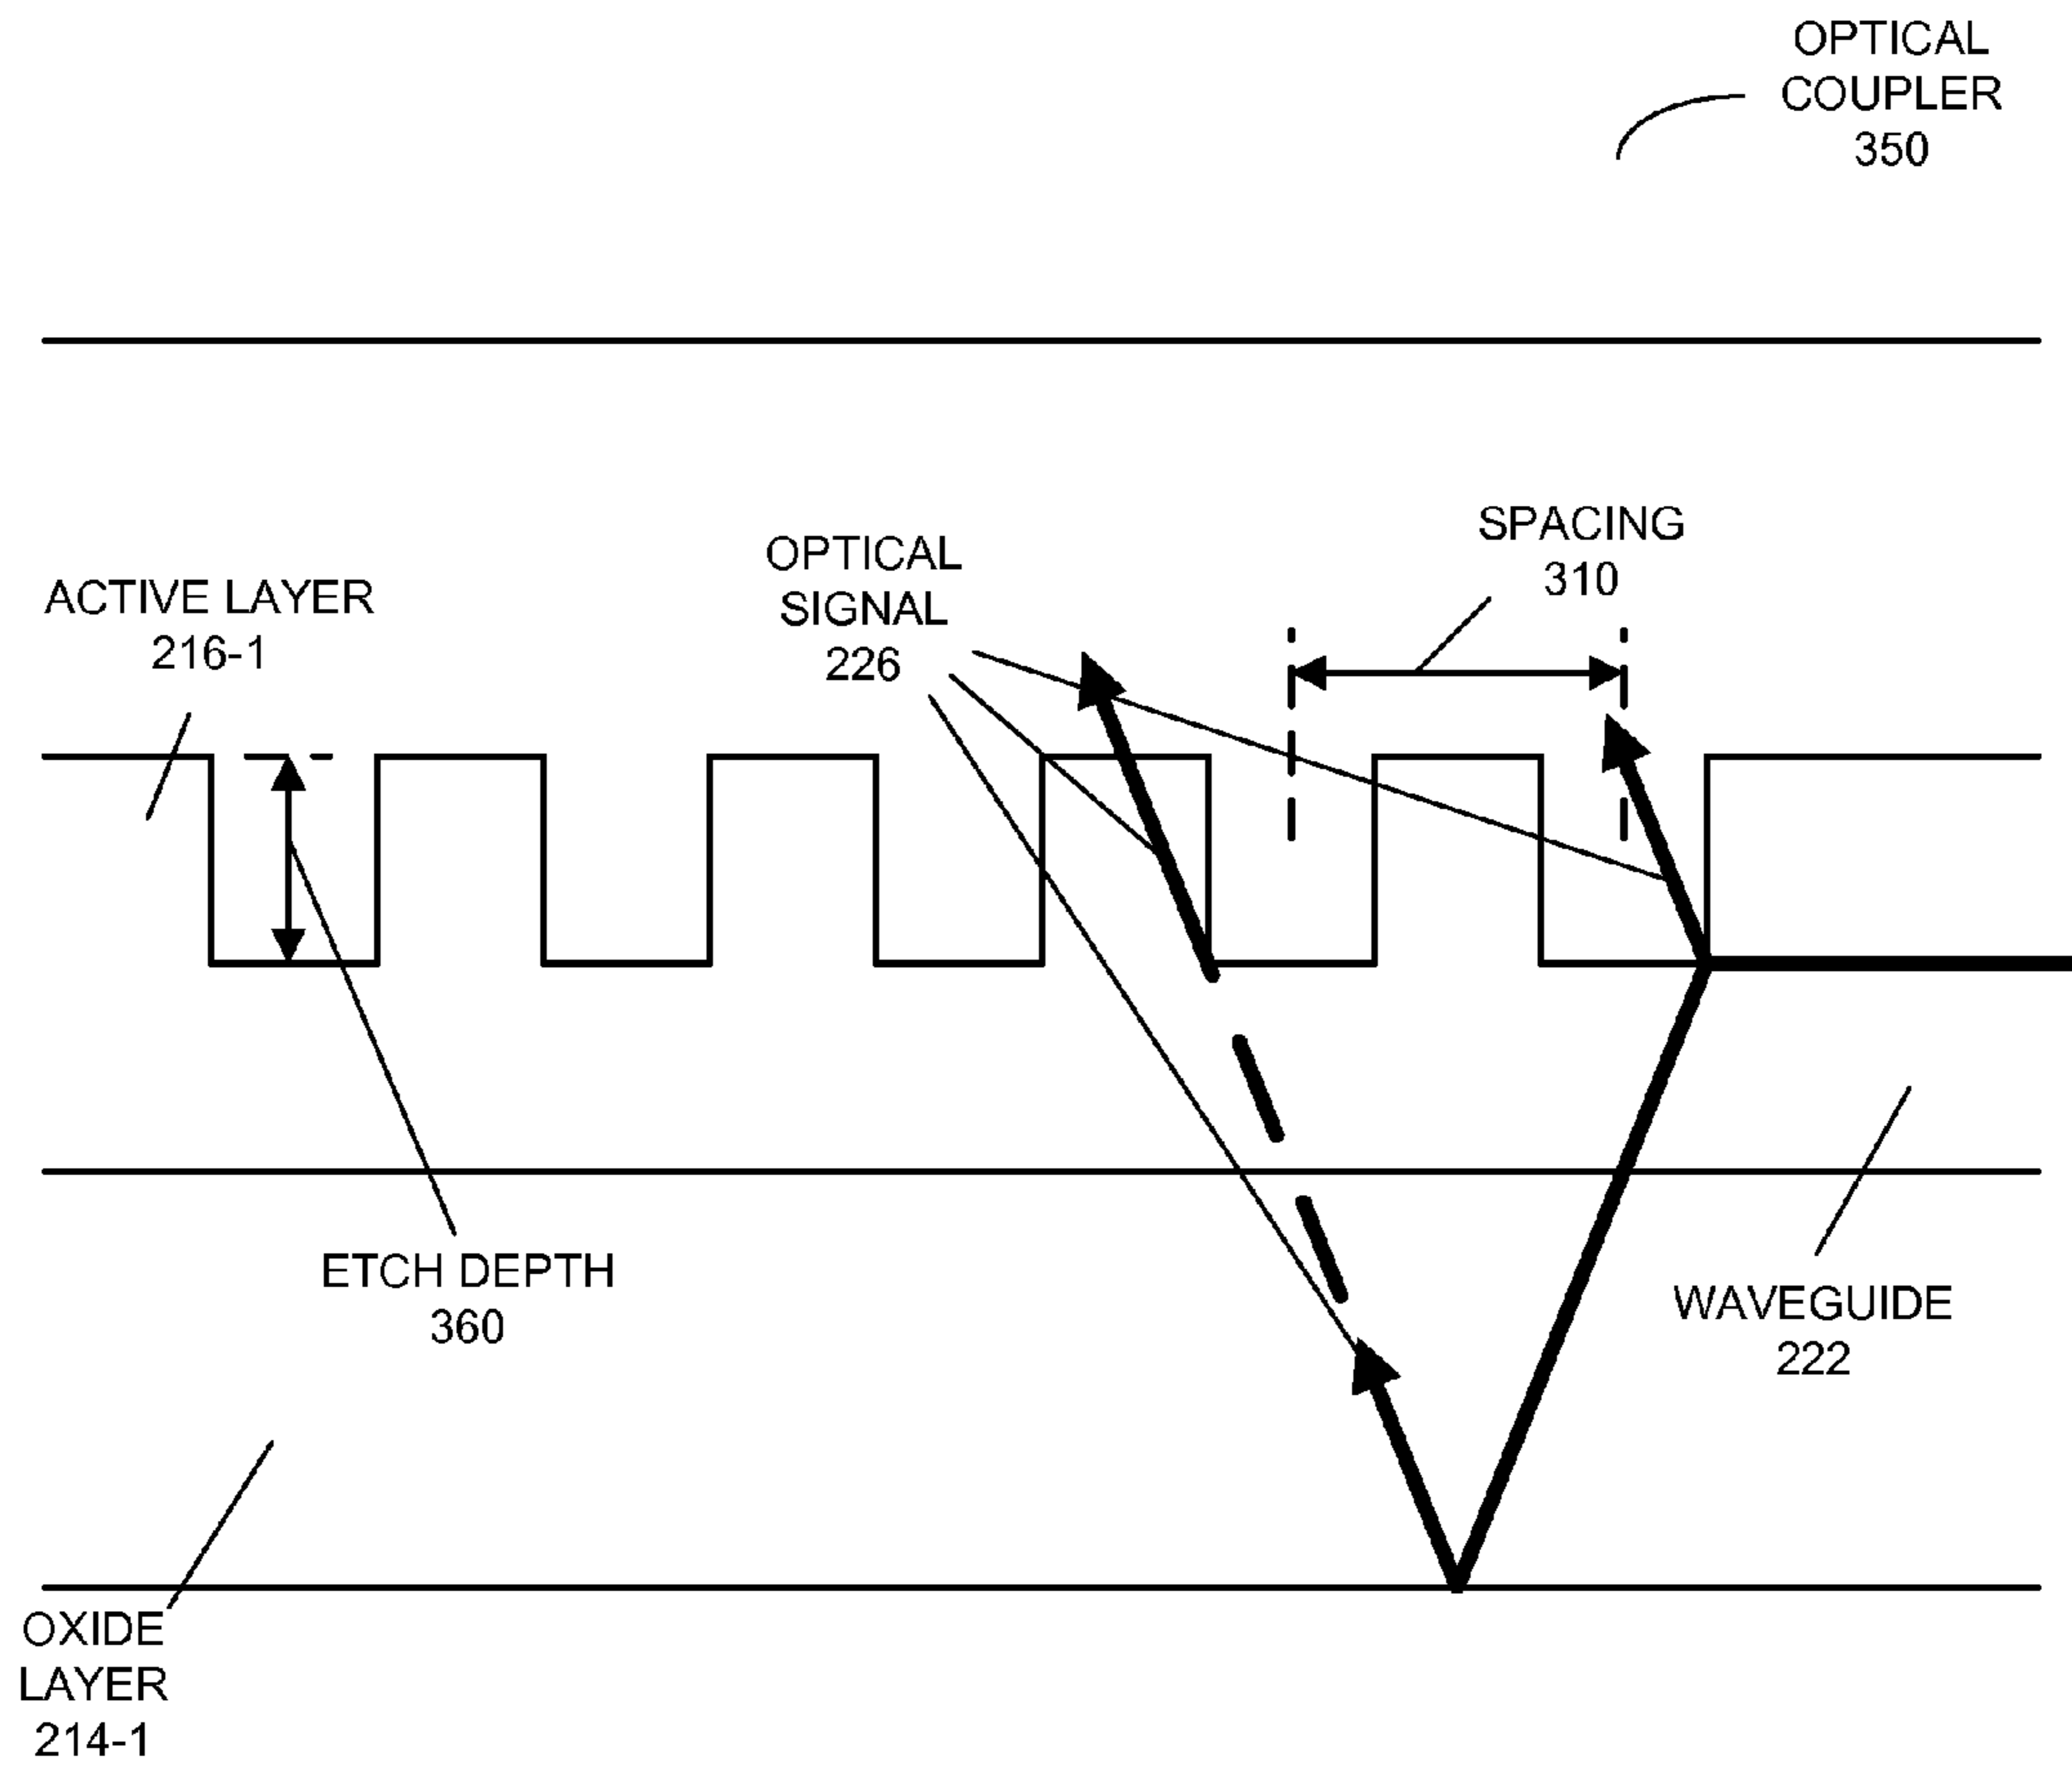 OPTICAL
COUPLER
350
SPACING
310
OPTICAL
SIGNAL
226
ACTIVE LAYER
216-1
ETCH DEPTH
360
WAVEGUIDE
222
OXIDE
LAYER
214-1